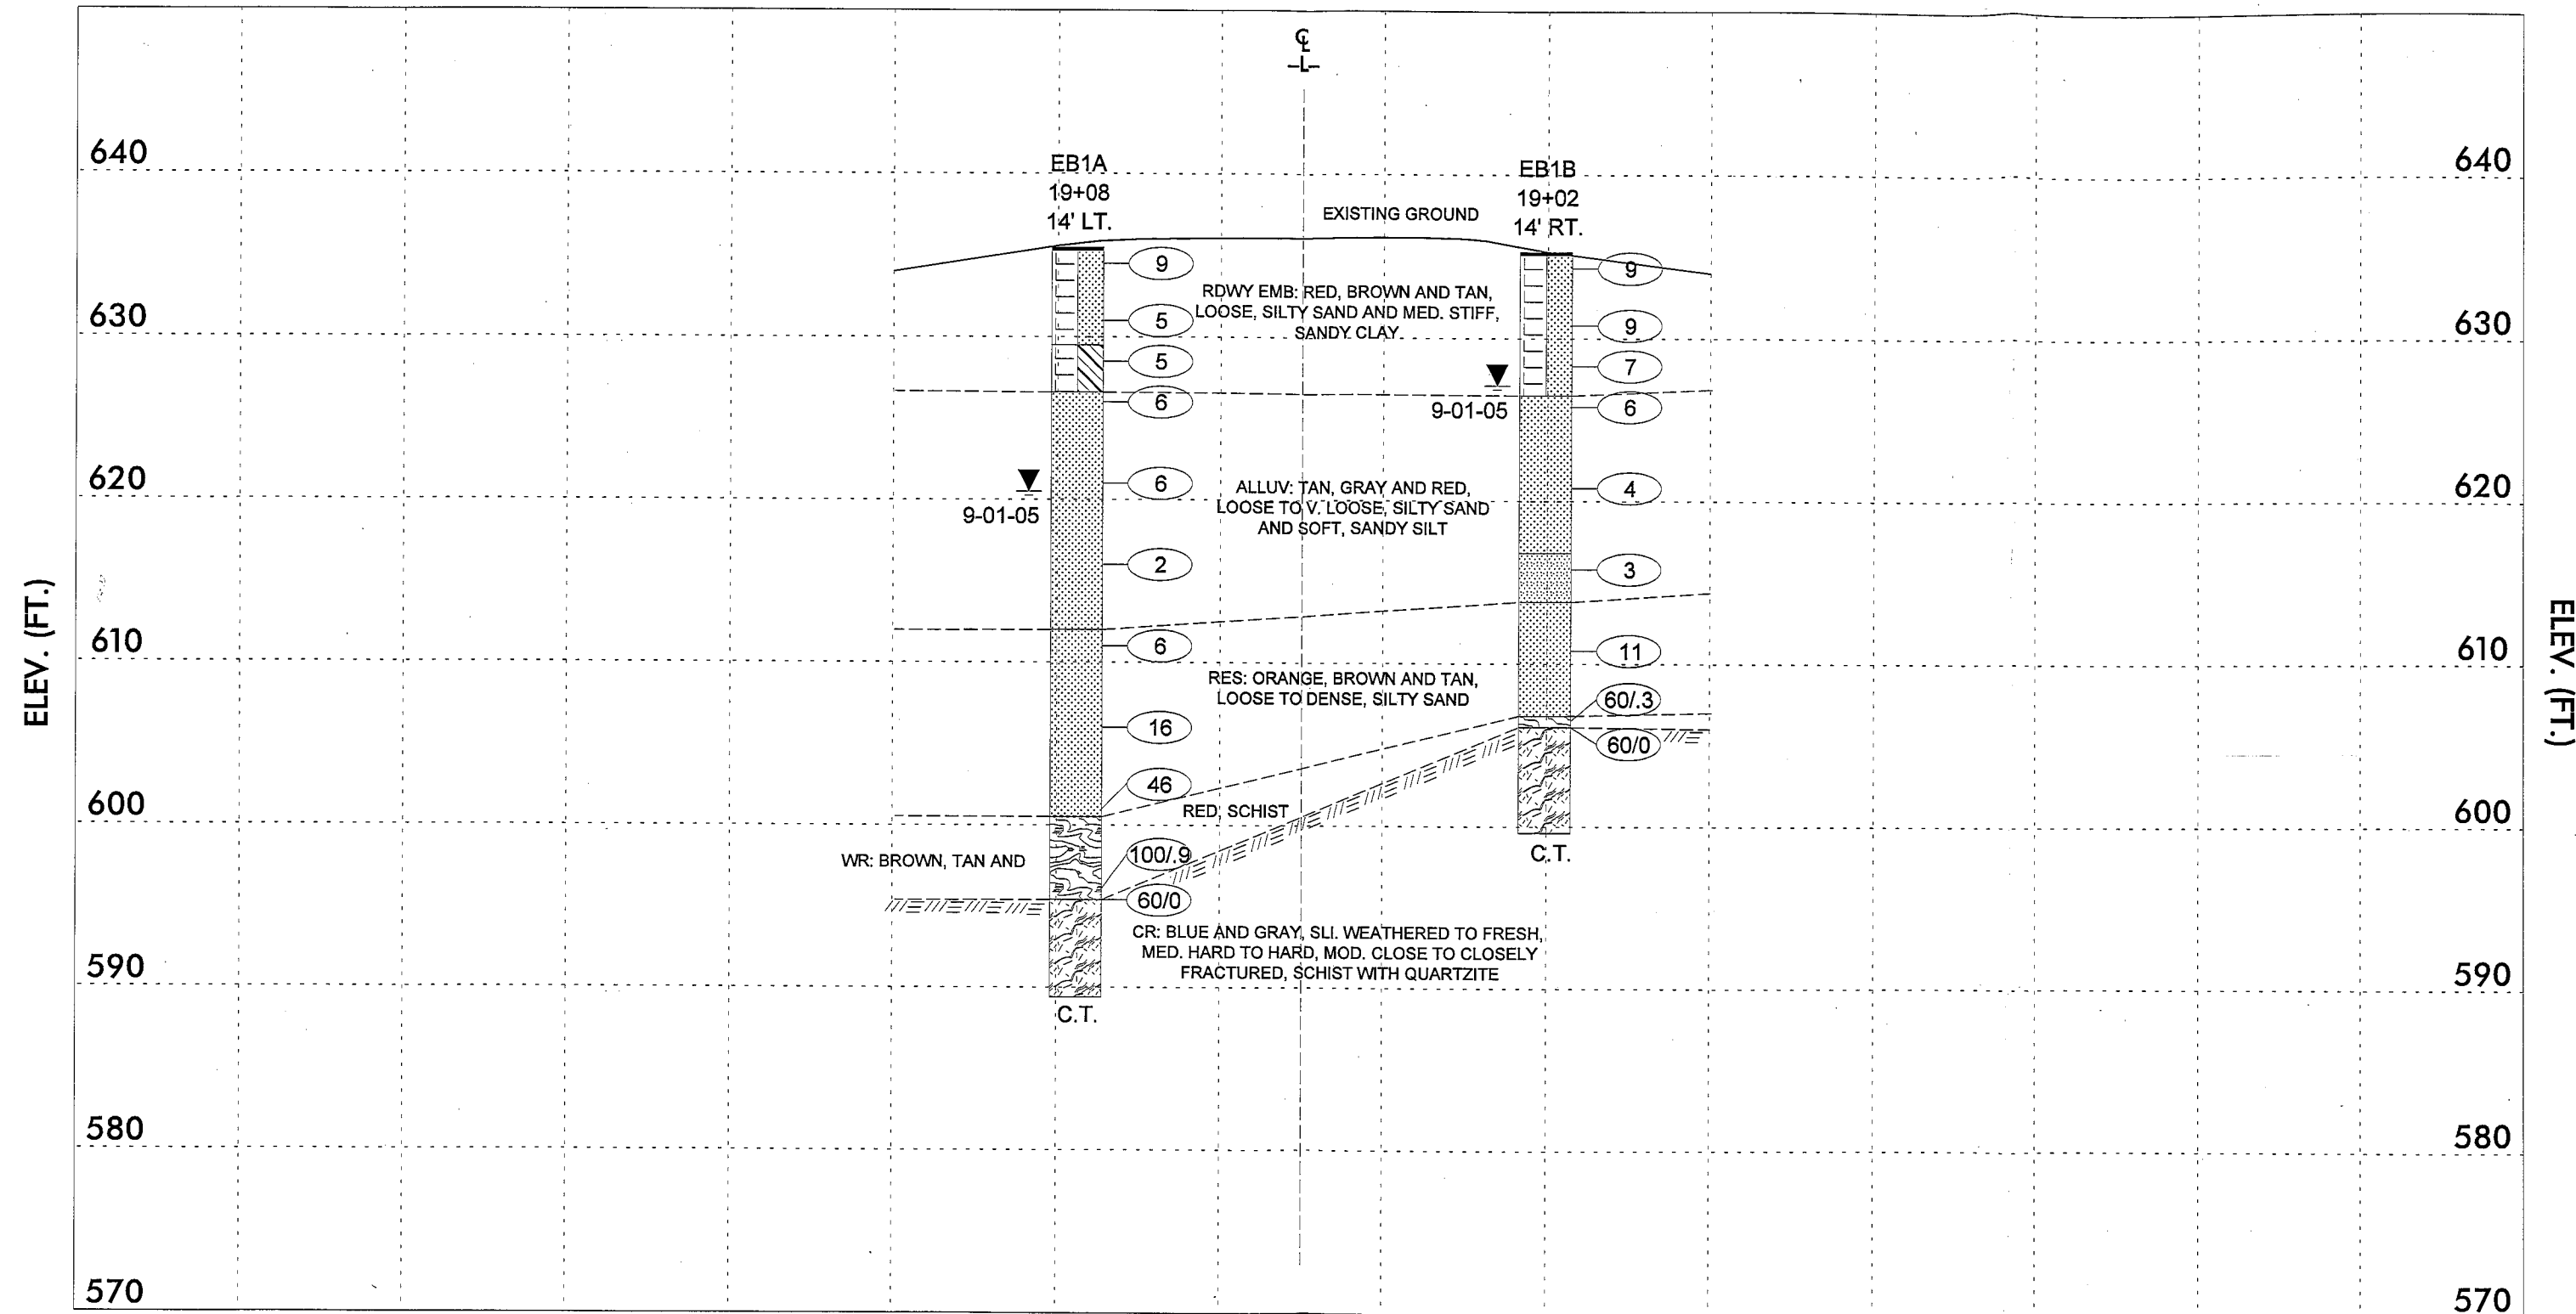 ℄
-L-
640
EB1A
19+08
14' LT.
EB1B
19+02
14' RT.
640
EXISTING GROUND
9
9
RDWY EMB: RED, BROWN AND TAN,
LOOSE, SILTY SAND AND MED. STIFF,
SANDY CLAY
630
5
9
630
5
7
6
9-01-05
6
620
6
ALLUV: TAN, GRAY AND RED,
LOOSE TO V. LOOSE, SILTY SAND
AND SOFT, SANDY SILT
4
620
9-01-05
2
3
ELEV. (FT.)
ELEV. (FT.)
610
6
11
610
RES: ORANGE, BROWN AND TAN,
LOOSE TO DENSE, SILTY SAND
60/.3
16
60/0
46
600
RED, SCHIST
600
WR: BROWN, TAN AND
100/.9
C.T.
60/0
CR: BLUE AND GRAY, SLI. WEATHERED TO FRESH,
MED. HARD TO HARD, MOD. CLOSE TO CLOSELY
FRACTURED, SCHIST WITH QUARTZITE
590
590
C.T.
580
580
570
570